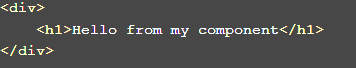 <div>
    <h1>Hello from my component</h1>
</div>